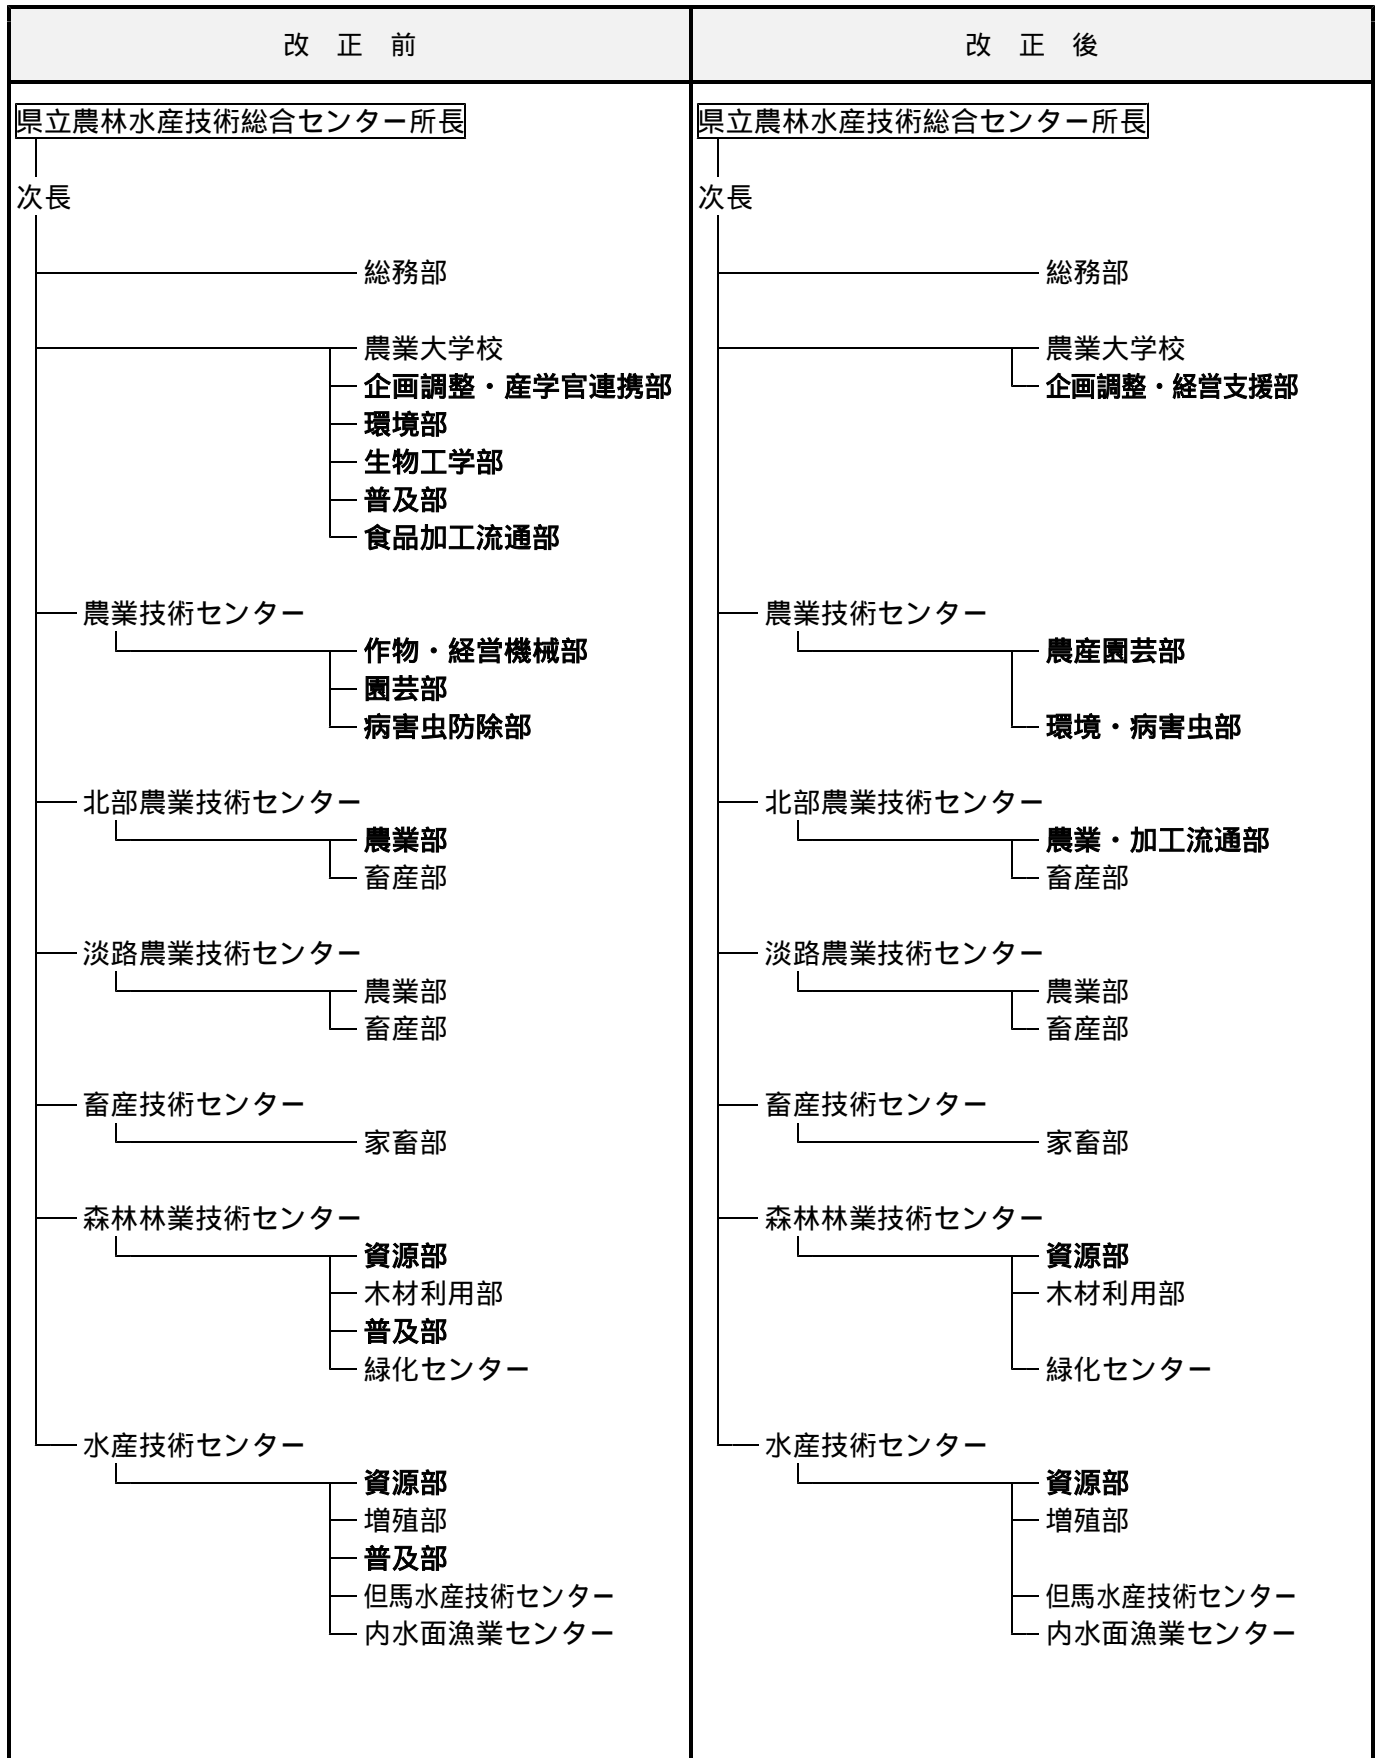 改 正 前
県立農林水産技術総合センター所長
次長
総務部
農業大学校
企画調整・産学官連携部
環境部
生物工学部
普及部
食品加工流通部
農業技術センター
作物・経営機械部
園芸部
病害虫防除部
北部農業技術センター
農業部
畜産部
淡路農業技術センター
農業部
畜産部
畜産技術センター
家畜部
森林林業技術センター
資源部
木材利用部
普及部
緑化センター
水産技術センター
資源部
増殖部
普及部
但馬水産技術センター
内水面漁業センター
改 正 後
県立農林水産技術総合センター所長
次長
総務部
農業大学校
企画調整・経営支援部
農業技術センター
農産園芸部
環境・病害虫部
北部農業技術センター
農業・加工流通部
畜産部
淡路農業技術センター
農業部
畜産部
畜産技術センター
家畜部
森林林業技術センター
資源部
木材利用部
緑化センター
水産技術センター
資源部
増殖部
但馬水産技術センター
内水面漁業センター